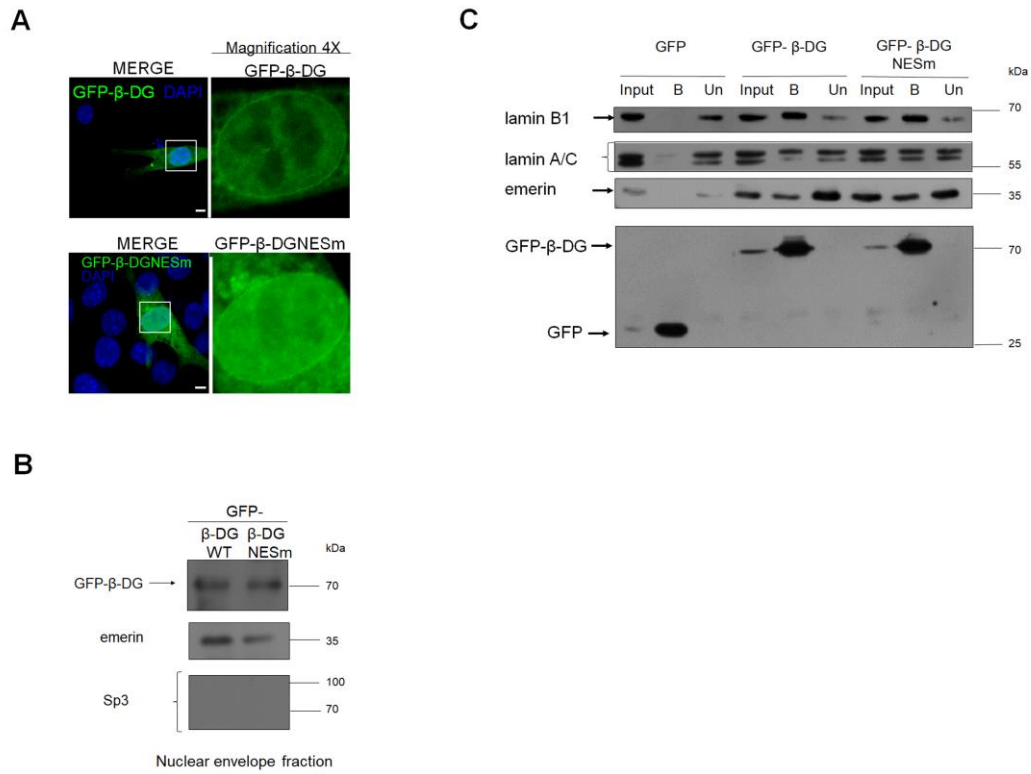 A
Magnification 4X
MERGE
GFP-β-DG
GFP-β-DG DAPI
MERGE
GFP-β-DGNESm
GFP-β-DGNESm
DAPI
B
GFP-
β-DG β-DG
WT NESm
kDa
GFP-β-DG
70
emerin
35
Sp3
100
70
Nuclear envelope fraction
C
GFP
GFP- β-DG
GFP- β-DG
NESm
kDa
Input B Un Input B Un Input B Un
lamin B1
70
lamin A/C
55
emerin
35
GFP-β-DG
70
GFP
25